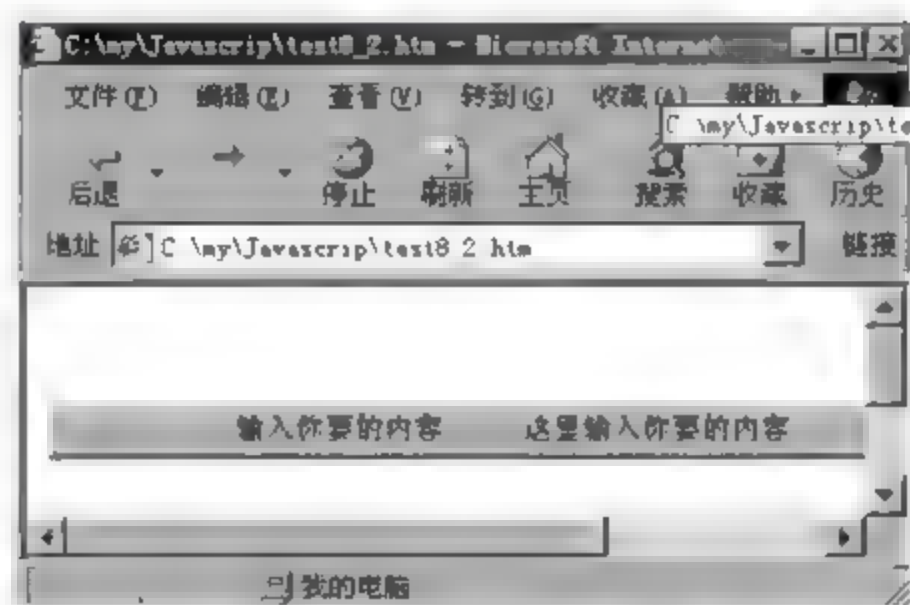 C:\my\Javascrip\test8_2.htm - Microsoft Internet
文件(F) 编辑(E) 查看(V) 转到(G) 收藏(A) 帮助
C \my\Javascrip\te
后退 停止 刷新 主页 搜索 收藏 历史
地址 C \my\Javascrip\test8 2 htm 链接
输入你要的内容 这里输入你要的内容
我的电脑